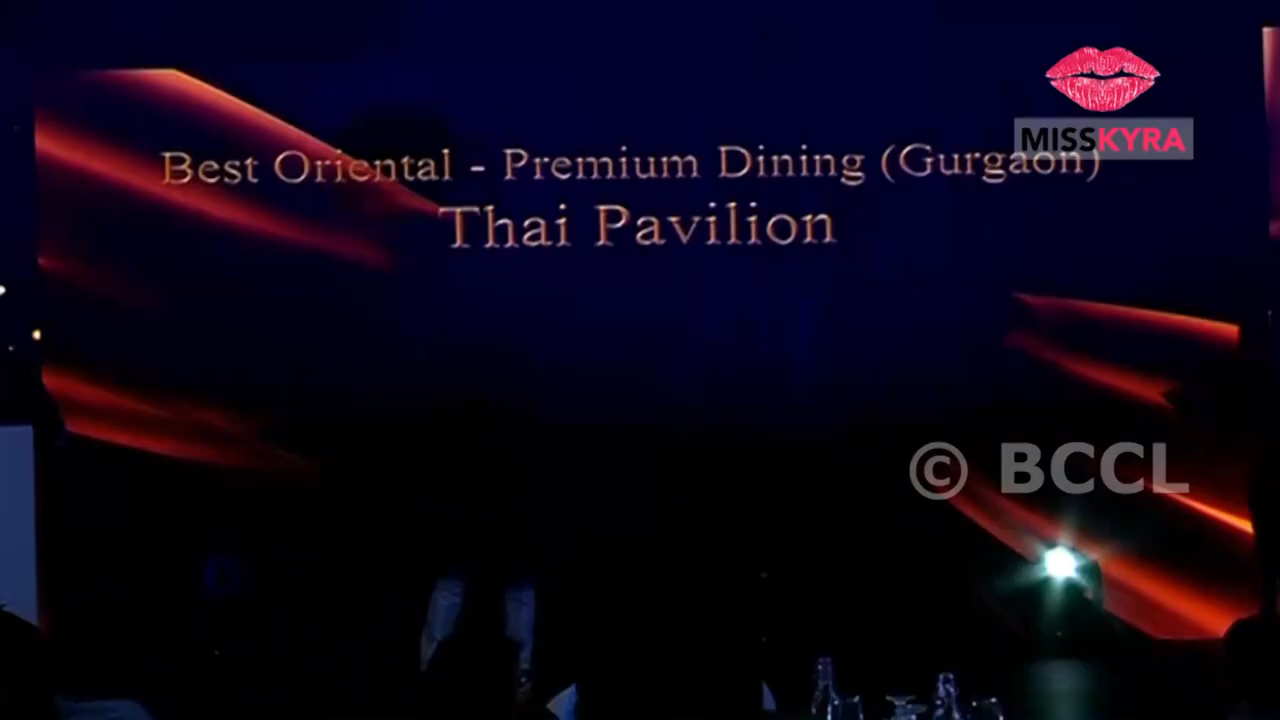 MISSKYRA
Best Oriental - Premium Dining (Gurgaon)
Thai Pavilion
© BCCL